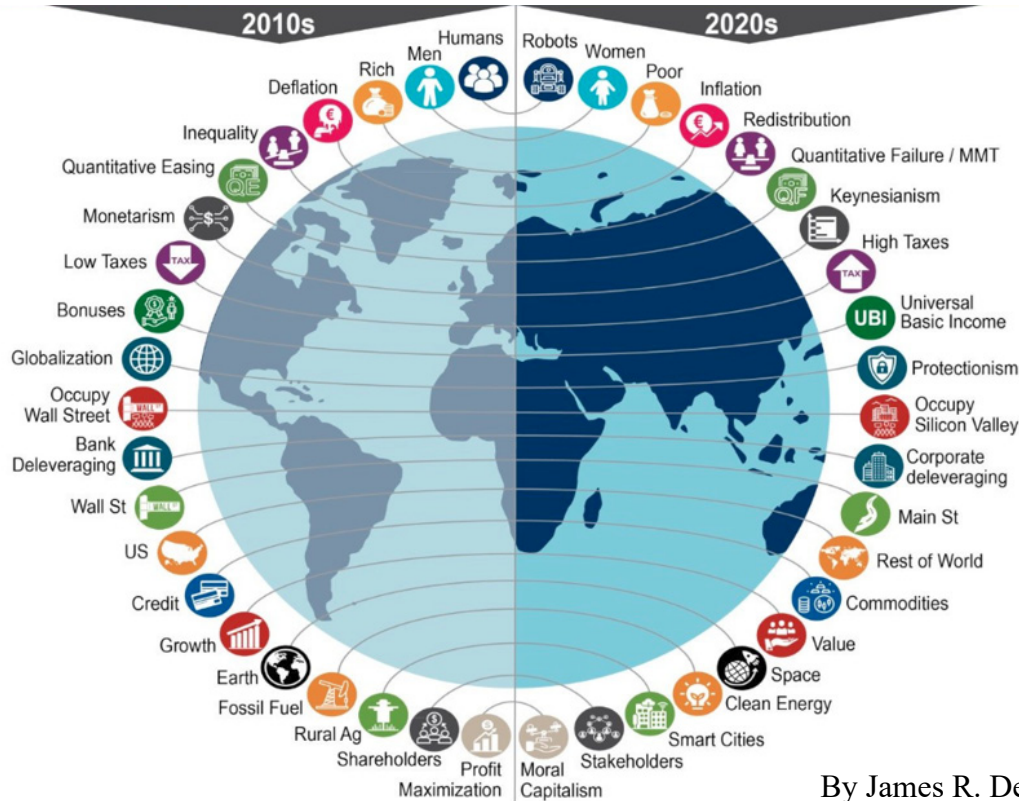 2010s
2020s
Humans
Men
Rich
Deflation
Inequality
Quantitative Easing
QE
Monetarism
$
Low Taxes
TAX
Bonuses
Globalization
Occupy
Wall Street
WALL
Bank
Deleveraging
Wall St
WALL
US
Credit
Growth
Earth
Fossil Fuel
Rural Ag
Shareholders
Profit
Maximization
Robots
Women
Poor
Inflation
€
Redistribution
Quantitative Failure / MMT
QF
Keynesianism
High Taxes
TAX
UBI
Universal
Basic Income
Protectionism
Occupy
Silicon Valley
Corporate
deleveraging
Main St
Rest of World
Commodities
Value
Space
Clean Energy
Smart Cities
Stakeholders
Moral
Capitalism
By James R. De